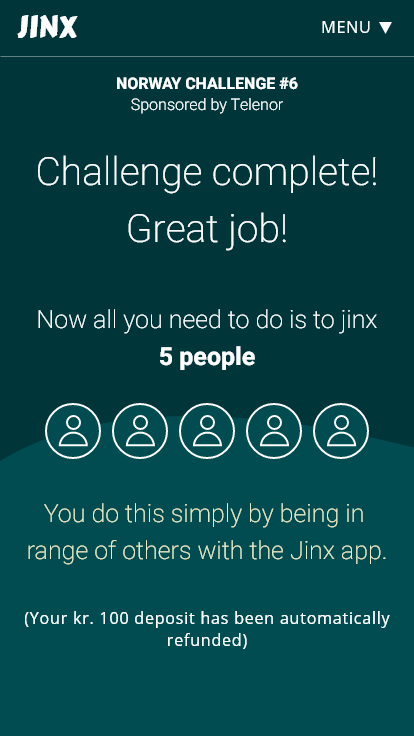 JINX
MENU ▼
NORWAY CHALLENGE #6
Sponsored by Telenor
Challenge complete!
Great job!
Now all you need to do is to jinx
5 people
You do this simply by being in
range of others with the Jinx app.
(Your kr. 100 deposit has been automatically
refunded)